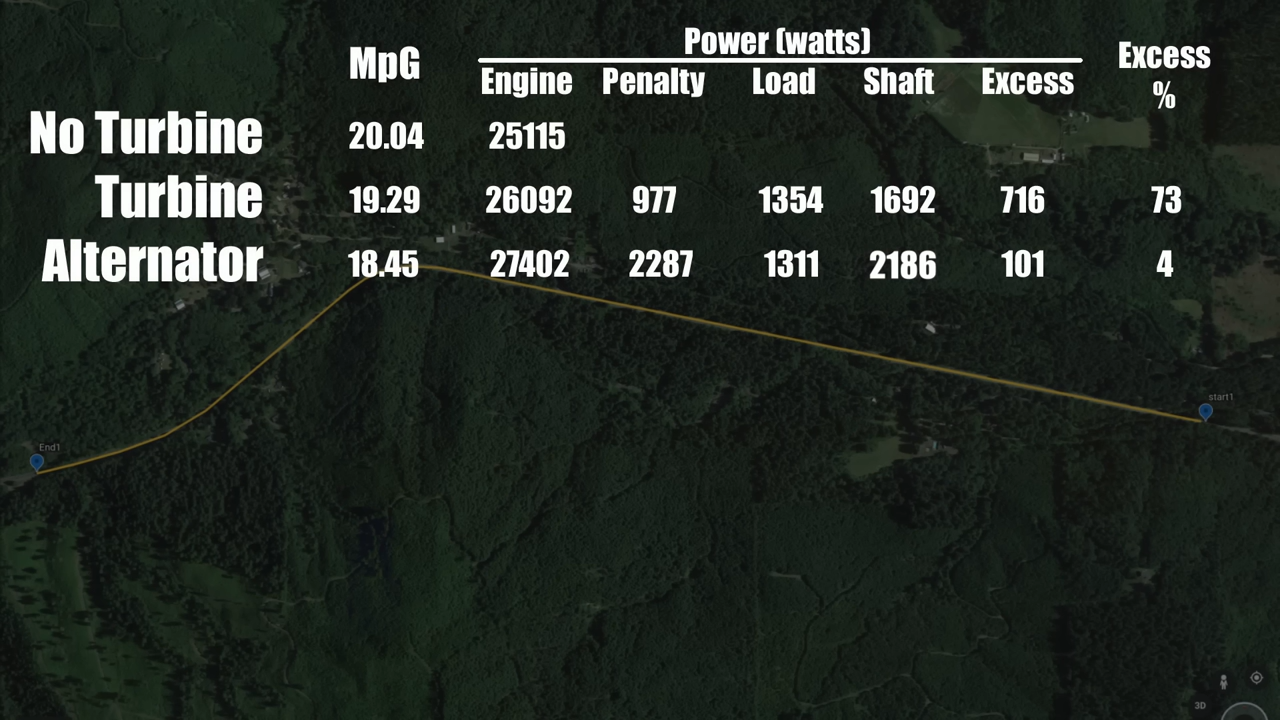 Power (watts)
MpG Engine Penalty Load Shaft Excess Excess %
No Turbine 20.04 25115
Turbine 19.29 26092 977 1354 1692 716 73
Alternator 18.45 27402 2287 1311 2186 101 4
start1
End1
3D